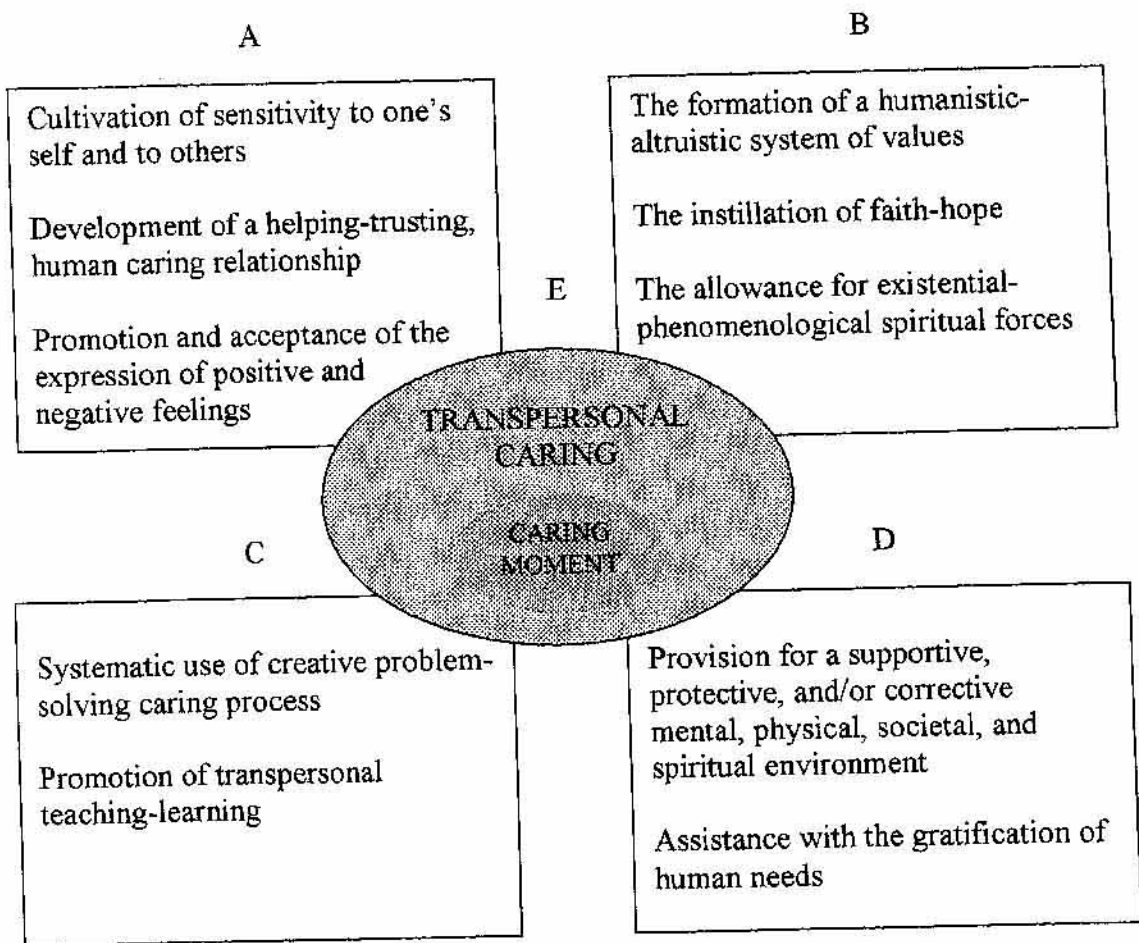 A
Cultivation of sensitivity to one's
self and to others
Development of a helping-trusting,
human caring relationship
Promotion and acceptance of the
expression of positive and
negative feelings
B
The formation of a humanistic-
altruistic system of values
The instillation of faith-hope
The allowance for existential-
phenomenological spiritual forces
E
TRANSPERSONAL
CARING
CARING
MOMENT
C
Systematic use of creative problem-
solving caring process
Promotion of transpersonal
teaching-learning
D
Provision for a supportive,
protective, and/or corrective
mental, physical, societal, and
spiritual environment
Assistance with the gratification of
human needs